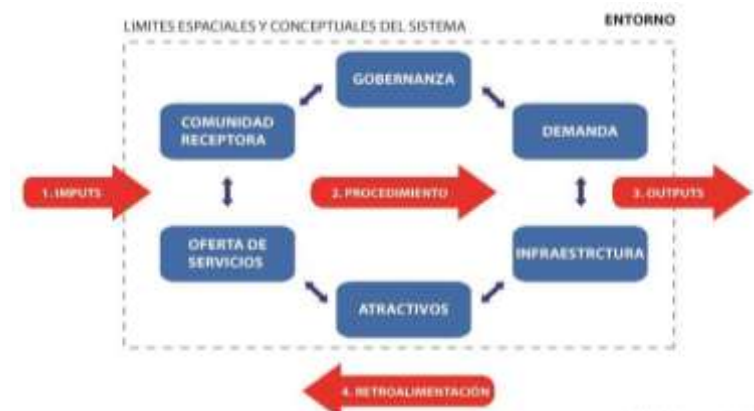 LIMITES ESPACIALES Y CONCEPTUALES DEL SISTEMA
ENTORNO
GOBERNANZA
COMUNIDAD
RECEPTORA
DEMANDA
1. IMPUTS
2. PROCEDIMIENTO
3. OUTPUTS
OFERTA DE
SERVICIOS
INFRAESTRCTURA
ATRACTIVOS
4. RETROALIMENTACIÓN